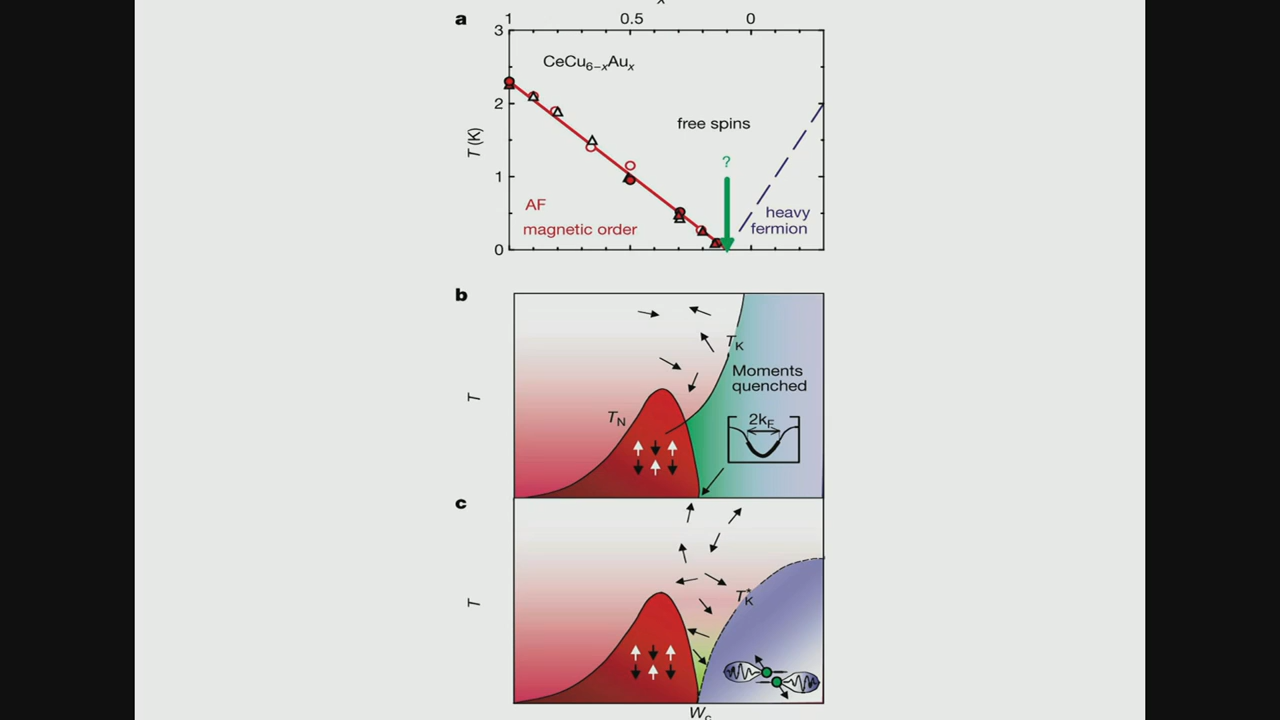 x
a
1 0.5 0
3
CeCu6–xAux
2
free spins
T (K)
?
1
AF
heavy
magnetic order
fermion
0
b
TK
Moments
quenched
T
TN
2kF
c
T*K
T
Wc